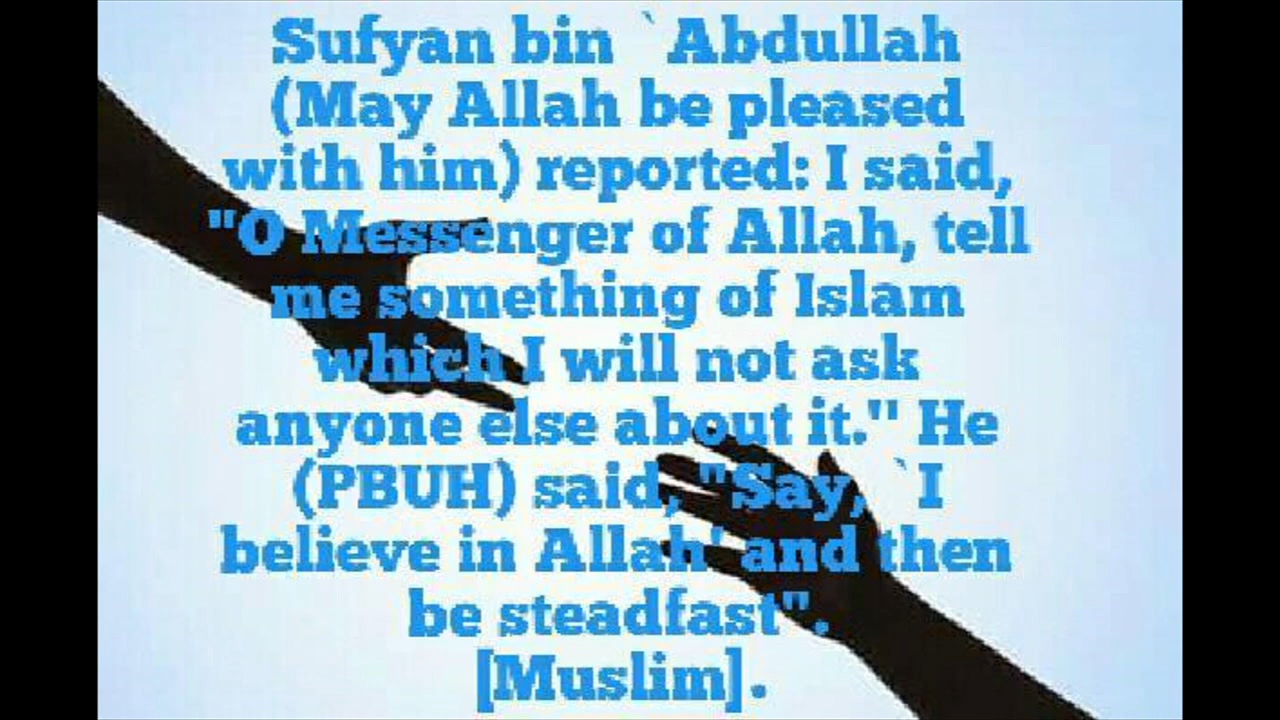 Sufyan bin `Abdullah
(May Allah be pleased
with him) reported: I said,
"O Messenger of Allah, tell
me something of Islam
which I will not ask
anyone else about it." He
(PBUH) said, "Say, `I
believe in Allah' and then
be steadfast".
[Muslim].